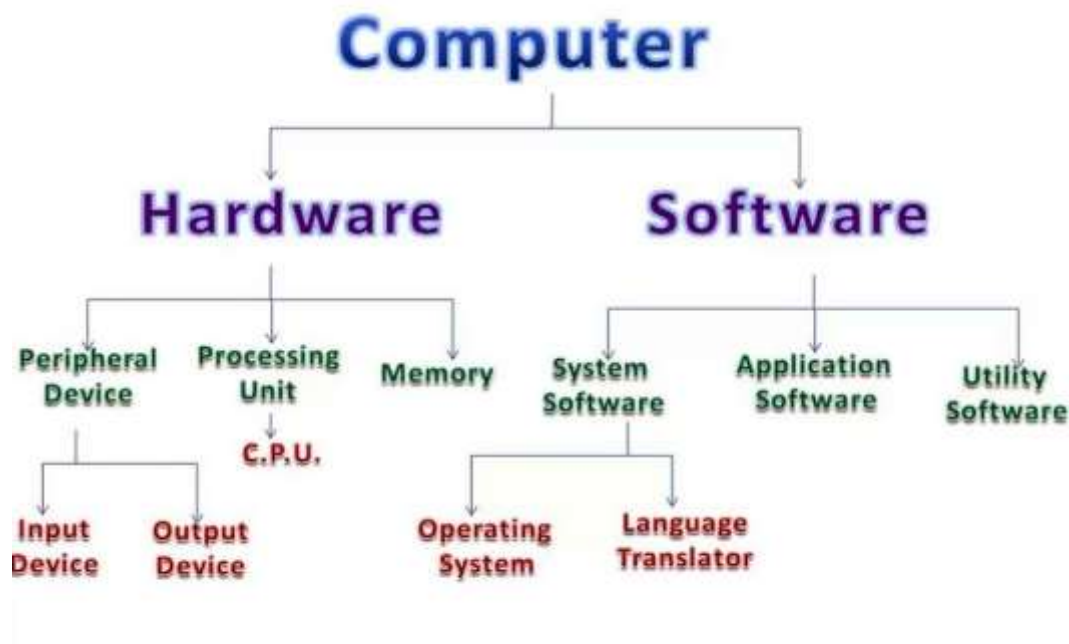 Computer
Hardware
Software
Peripheral
Device
Processing
Unit
Memory
System
Software
Application
Software
Utility
Software
C.P.U.
Input
Device
Output
Device
Operating
System
Language
Translator